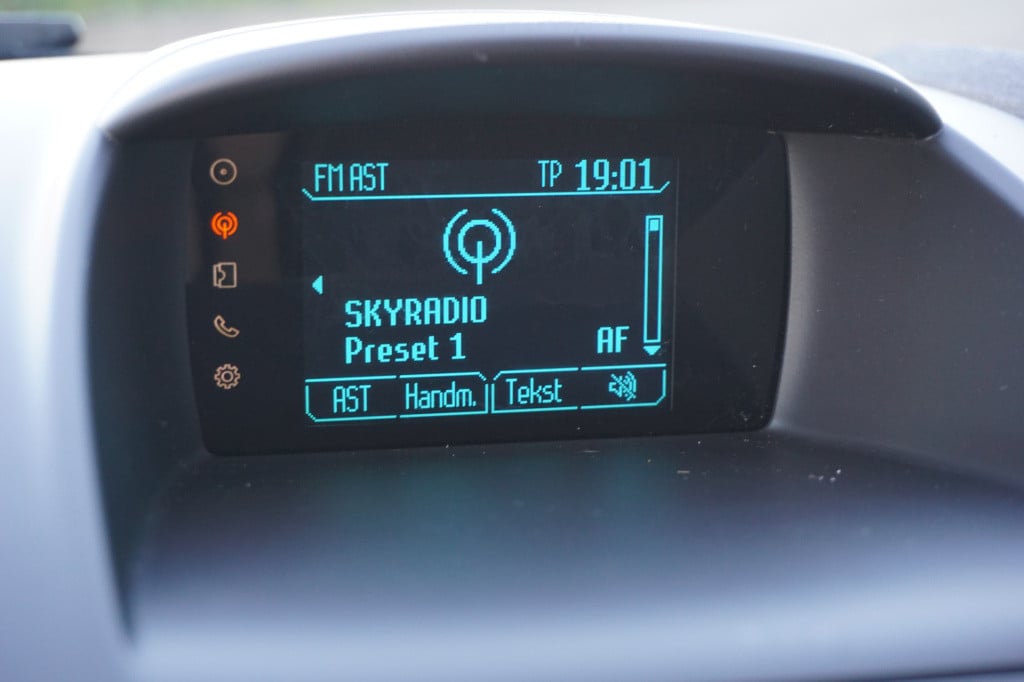 FM AST TP 19:01
SKYRADIO
Preset 1 AF
AST Handm. Tekst